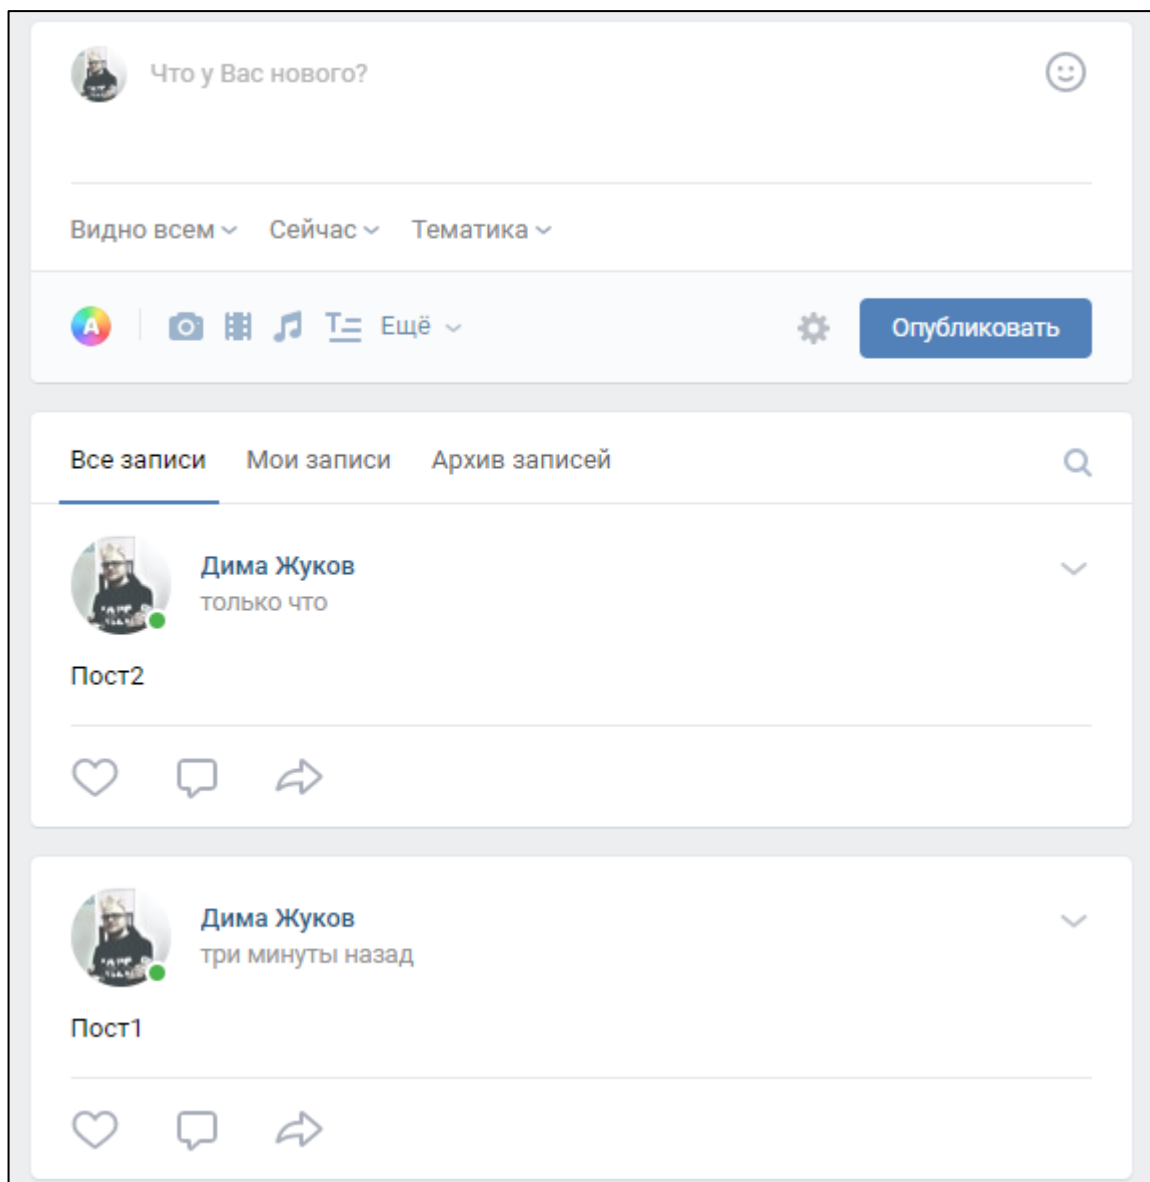 Что у Вас нового?
Видно всем Сейчас Тематика
A T Ещё Опубликовать
Все записи Мои записи Архив записей
Дима Жуков
только что
Пост2
Дима Жуков
три минуты назад
Пост1